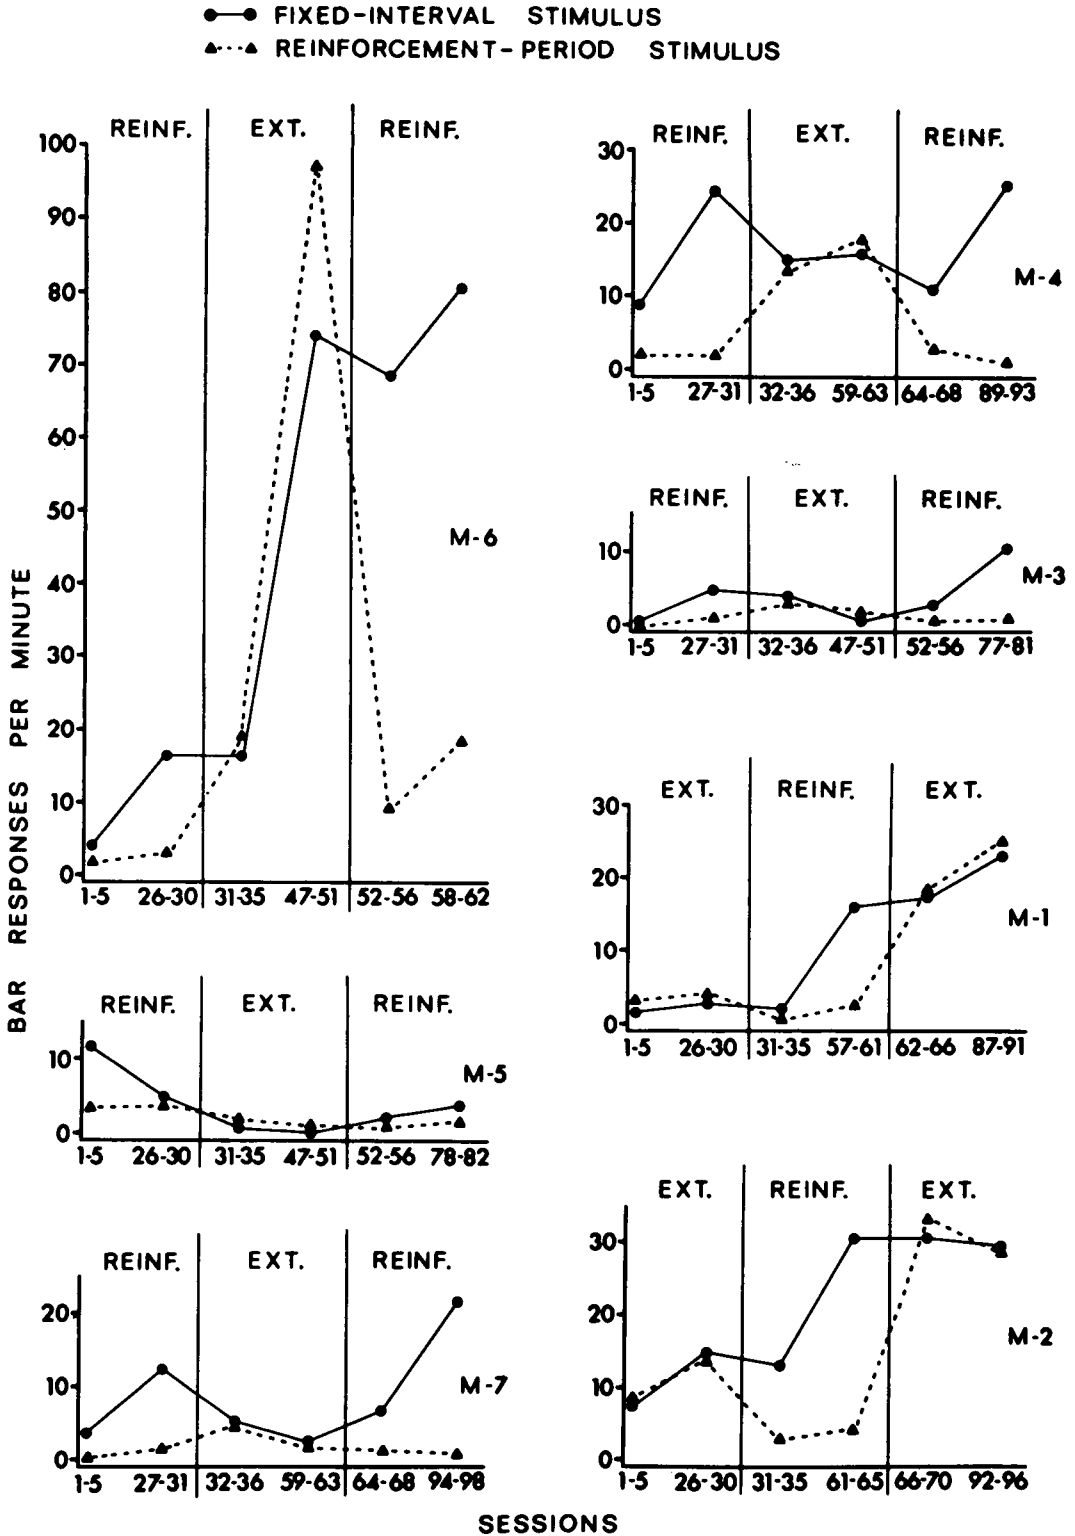 FIXED-INTERVAL STIMULUS
REINFORCEMENT-PERIOD STIMULUS
BAR RESPONSES PER MINUTE
REINF. EXT. REINF.
100
90
80
70
60
50
40
30
20
10
0
M-6
1-5 26-30 31-35 47-51 52-56 58-62
REINF. EXT. REINF.
10
0
M-5
1-5 26-30 31-35 47-51 52-56 78-82
REINF. EXT. REINF.
20
10
0
M-7
1-5 27-31 32-36 59-63 64-68 94-98
REINF. EXT. REINF.
30
20
10
0
M-4
1-5 27-31 32-36 59-63 64-68 89-93
REINF. EXT. REINF.
10
0
M-3
1-5 27-31 32-36 47-51 52-56 77-81
EXT. REINF. EXT.
30
20
10
0
M-1
1-5 26-30 31-35 57-61 62-66 87-91
EXT. REINF. EXT.
30
20
10
0
M-2
1-5 26-30 31-35 61-65 66-70 92-96
SESSIONS